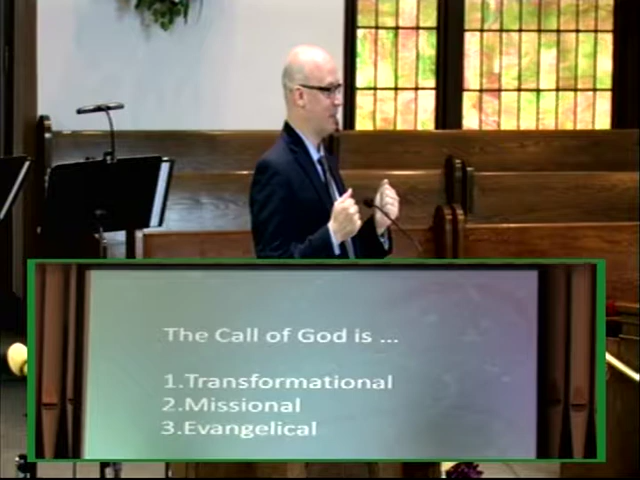 The Call of God is ...
1.Transformational
2.Missional
3.Evangelical